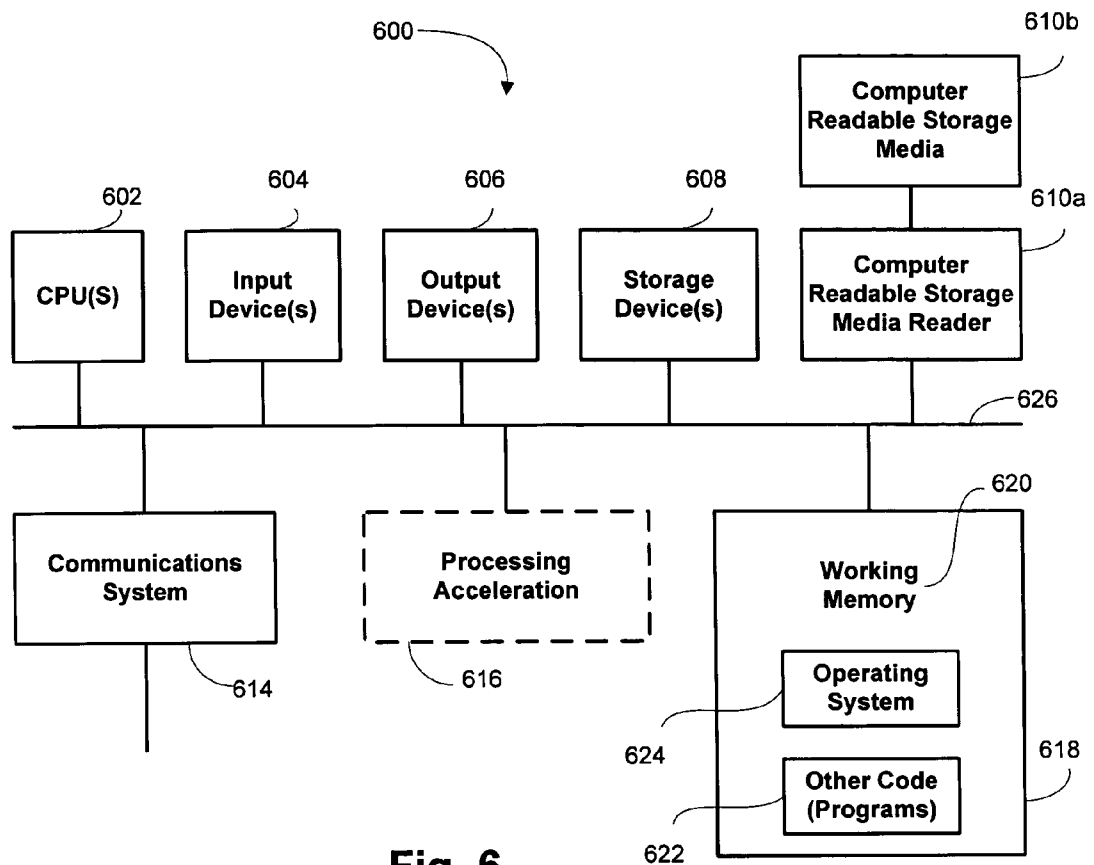 600
610b
Computer
Readable Storage
Media
602
604
606
608
610a
CPU(S)
Input
Device(s)
Output
Device(s)
Storage
Device(s)
Computer
Readable Storage
Media Reader
626
620
Communications
System
Processing
Acceleration
Working
Memory
614
616
Operating
System
624
618
Other Code
(Programs)
622
Fig. 6